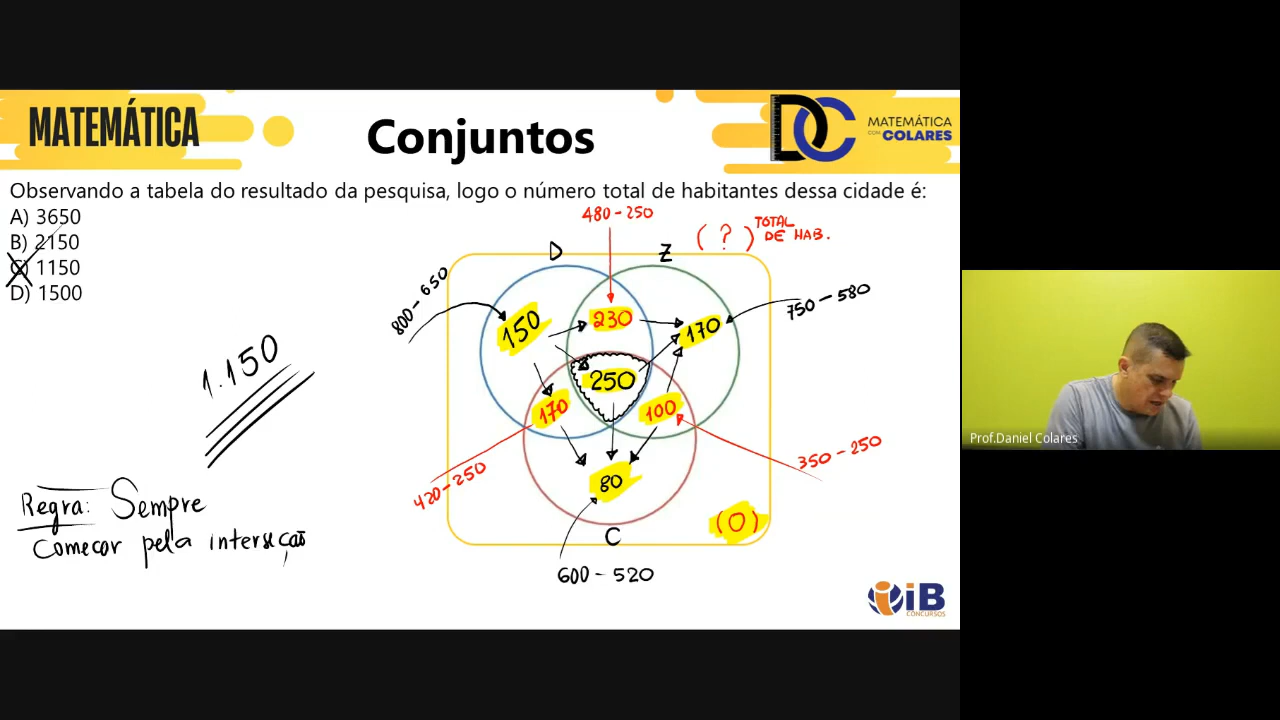 MATEMÁTICA
Conjuntos
DC
MATEMÁTICA
COM COLARES
Observando a tabela do resultado da pesquisa, logo o número total de habitantes dessa cidade é:
A) 3650
B) 2150
C) 1150
D) 1500
480-250
(?) TOTAL
DE HAB.
D
Z
800-650
750-580
150
230
170
250
170
100
80
1.150
420-250
350-250
Regra: Sempre
Começar pela interseção
(0)
C
600-520
Prof.Daniel Colares
iB
CONCURSOS